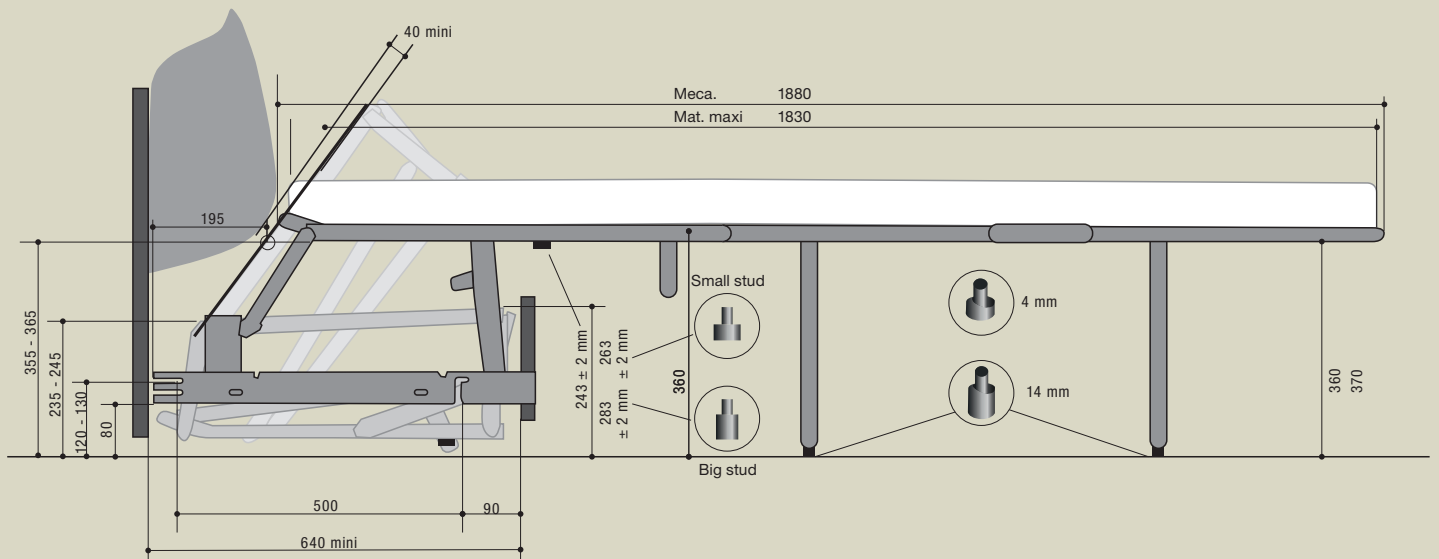 40 mini
Meca. 1880
Mat. maxi 1830
195
Small stud
4 mm
355 - 365
235 - 245
120 - 130
80
243 ± 2 mm
263 ± 2 mm
283 ± 2 mm
360
14 mm
360
370
Big stud
500
90
640 mini